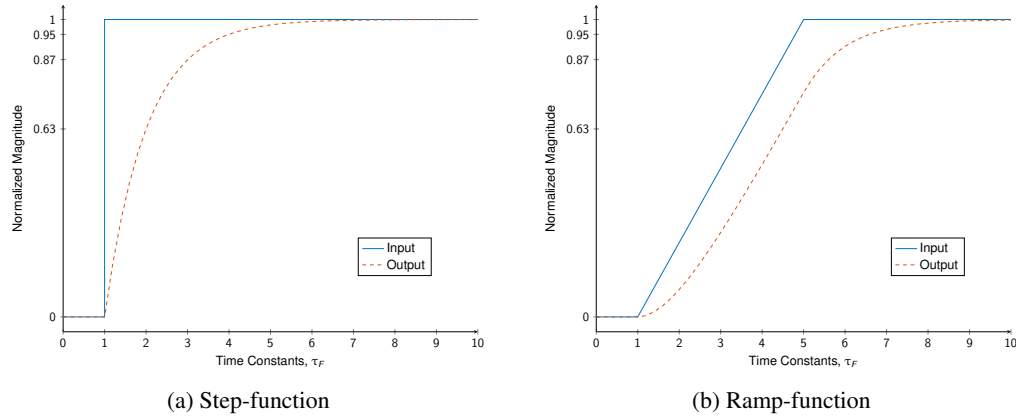 1
0.95
0.87
0.63
0
Normalized Magnitude
Input
Output
0 1 2 3 4 5 6 7 8 9 10
Time Constants, τF
(a) Step-function
1
0.95
0.87
0.63
0
Normalized Magnitude
Input
Output
0 1 2 3 4 5 6 7 8 9 10
Time Constants, τF
(b) Ramp-function